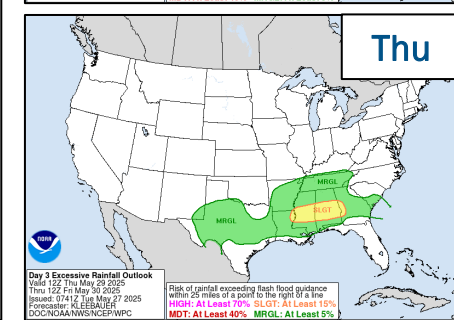 Thu
MRGL
MRGL
SLGT
NOAA
Day 3 Excessive Rainfall Outlook
Valid 12Z Thu May 29 2025
Thru 12Z Fri May 30 2025
Issued: 0741Z Tue May 27 2025
Forecaster: KLEEBAUER
DOC/NOAA/NWS/NCEP/WPC
Risk of rainfall exceeding flash flood guidance
within 25 miles of a point to the right of a line
HIGH: At Least 70% SLGT: At Least 15%
MDT: At Least 40% MRGL: At Least 5%